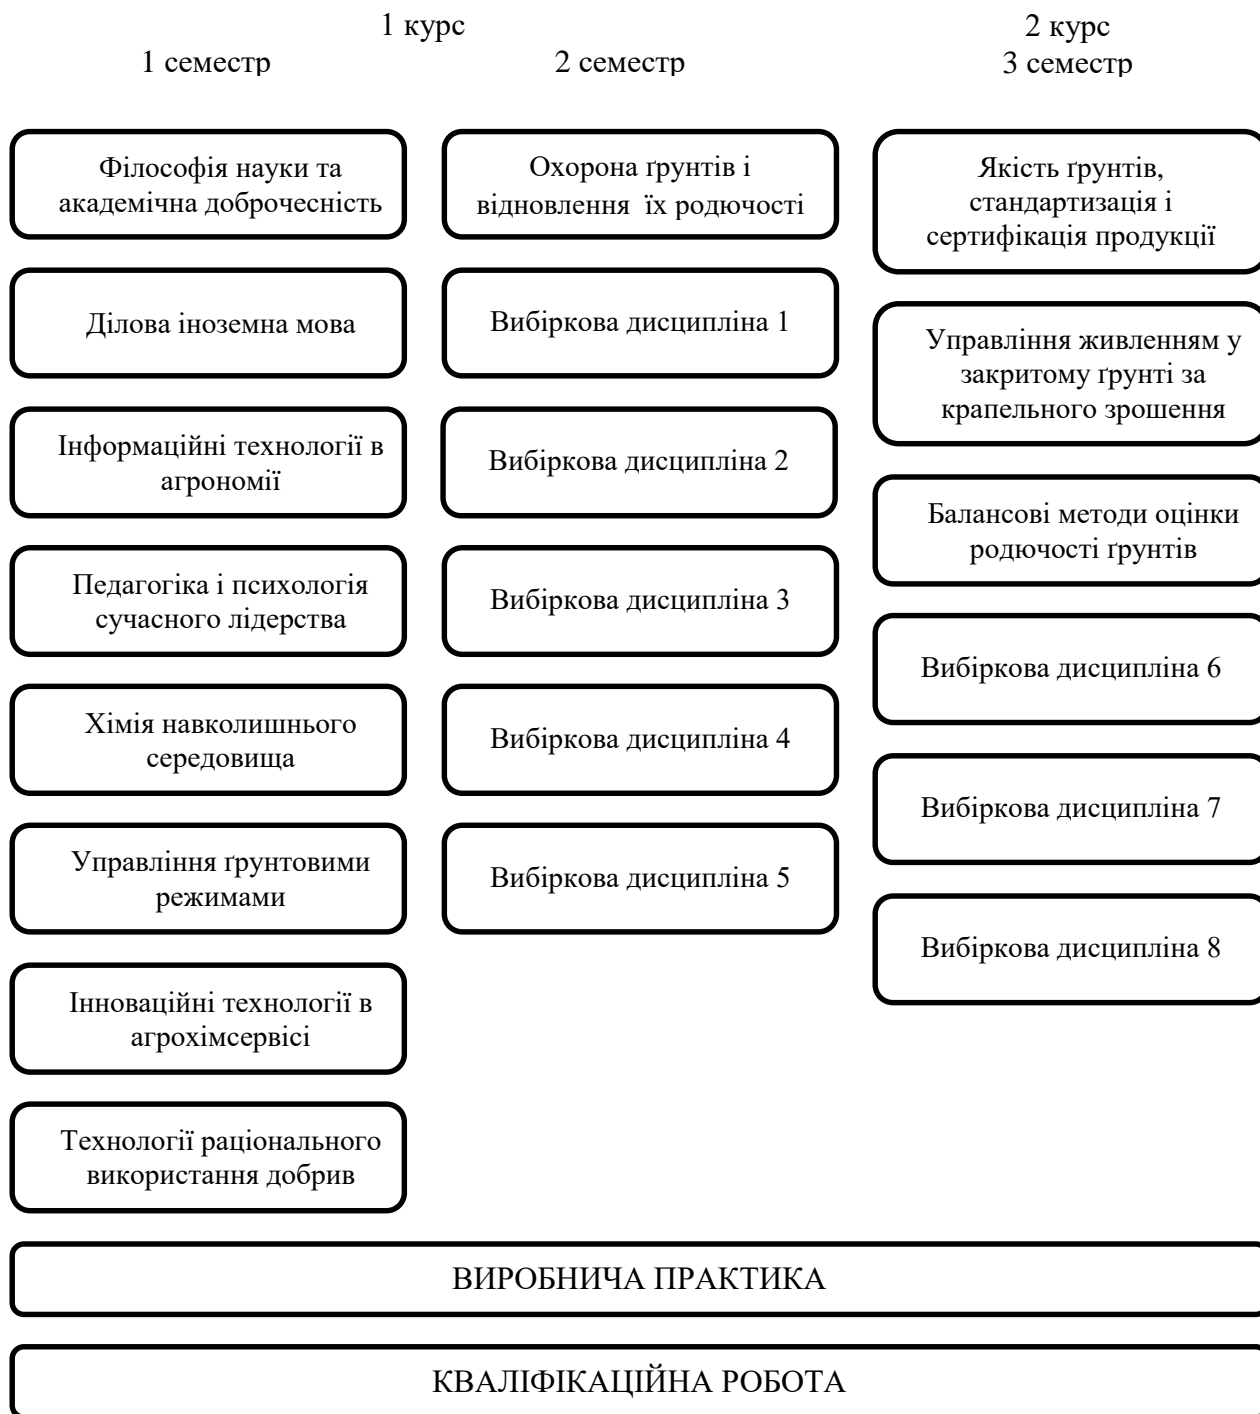 1 курс
2 курс
1 семестр
2 семестр
3 семестр
Філософія науки та
академічна доброчесність
Ділова іноземна мова
Інформаційні технології в
агрономії
Педагогіка і психологія
сучасного лідерства
Хімія навколишнього
середовища
Управління ґрунтовими
режимами
Інноваційні технології в
агрохімсервісі
Технології раціонального
використання добрив
Охорона ґрунтів і
відновлення їх родючості
Вибіркова дисципліна 1
Вибіркова дисципліна 2
Вибіркова дисципліна 3
Вибіркова дисципліна 4
Вибіркова дисципліна 5
Якість ґрунтів,
стандартизація і
сертифікація продукції
Управління живленням у
закритому ґрунті за
крапельного зрошення
Балансові методи оцінки
родючості ґрунтів
Вибіркова дисципліна 6
Вибіркова дисципліна 7
Вибіркова дисципліна 8
ВИРОБНИЧА ПРАКТИКА
КВАЛІФІКАЦІЙНА РОБОТА